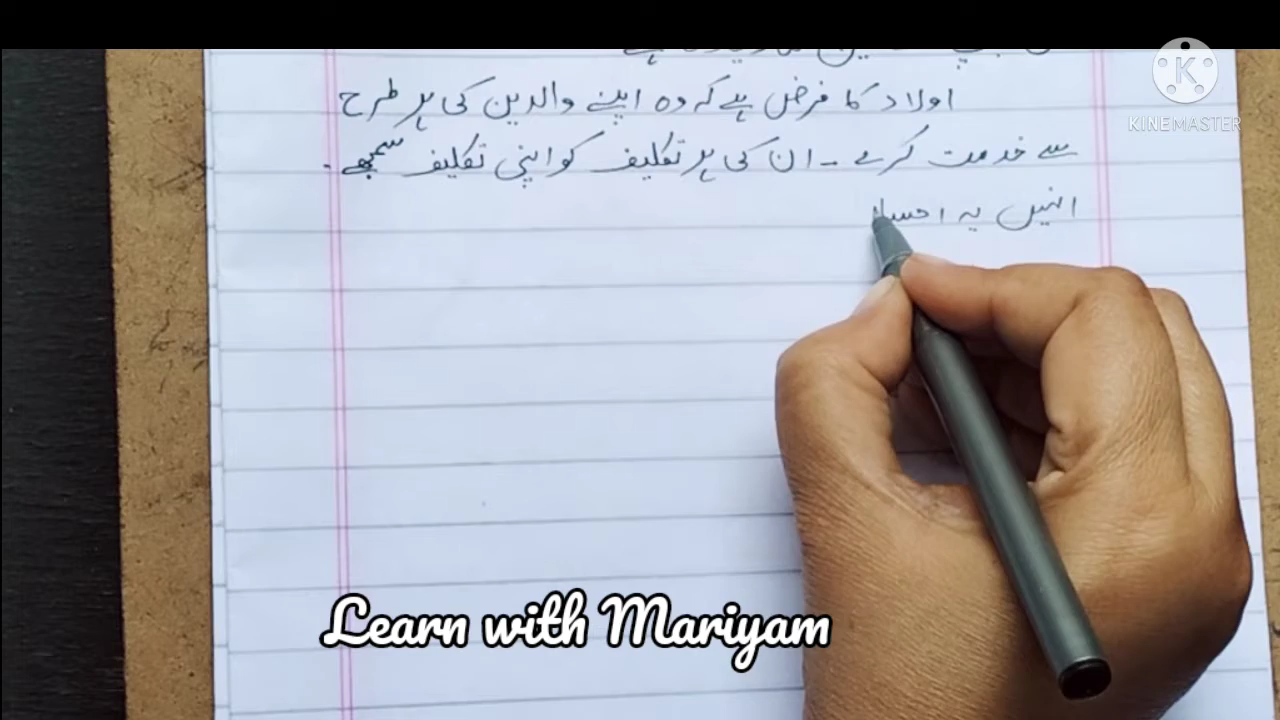 اولاد کا فرض ہے کہ وہ اپنے والدین کی ہر طرح
سے خدمت کرے ۔ ان کی ہر تکلیف کو اپنی تکلیف سمجھے ۔
انہیں یہ احسا
KINEMASTER
Learn with Mariyam